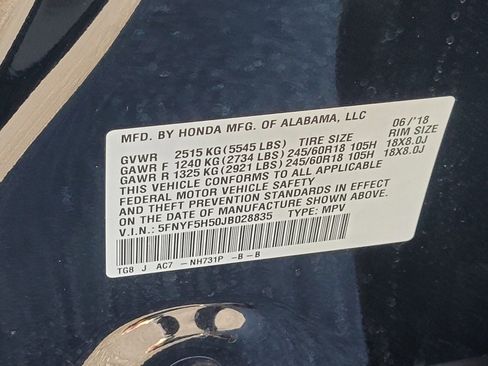 MFD. BY HONDA MFG. OF ALABAMA, LLC 06/'18
GVWR 2515 KG (5545 LBS) TIRE SIZE RIM SIZE
GAWR F 1240 KG (2734 LBS) 245/60R18 105H 18X8.0J
GAWR R 1325 KG (2921 LBS) 245/60R18 105H 18X8.0J
THIS VEHICLE CONFORMS TO ALL APPLICABLE
FEDERAL MOTOR VEHICLE SAFETY
AND THEFT PREVENTION STANDARDS IN EFFECT
ON THE DATE OF MANUFACTURE SHOWN ABOVE.
V.I.N.: 5FNYF5H50JB028835 TYPE: MPV
TG8 J AC7 - NH731P - B - B